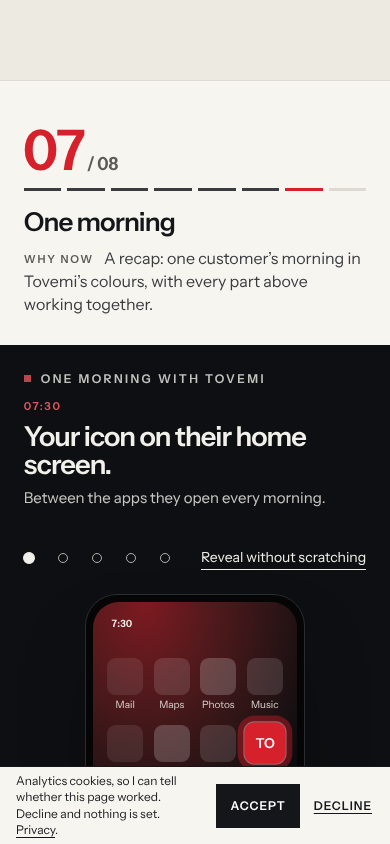 07 / 08
One morning
WHY NOW A recap: one customer’s morning in
Tovemi’s colours, with every part above
working together.
ONE MORNING WITH TOVEMI
07:30
Your icon on their home
screen.
Between the apps they open every morning.
Reveal without scratching
7:30
Mail Maps Photos Music
TO
Analytics cookies, so I can tell
whether this page worked.
Decline and nothing is set.
Privacy.
ACCEPT DECLINE